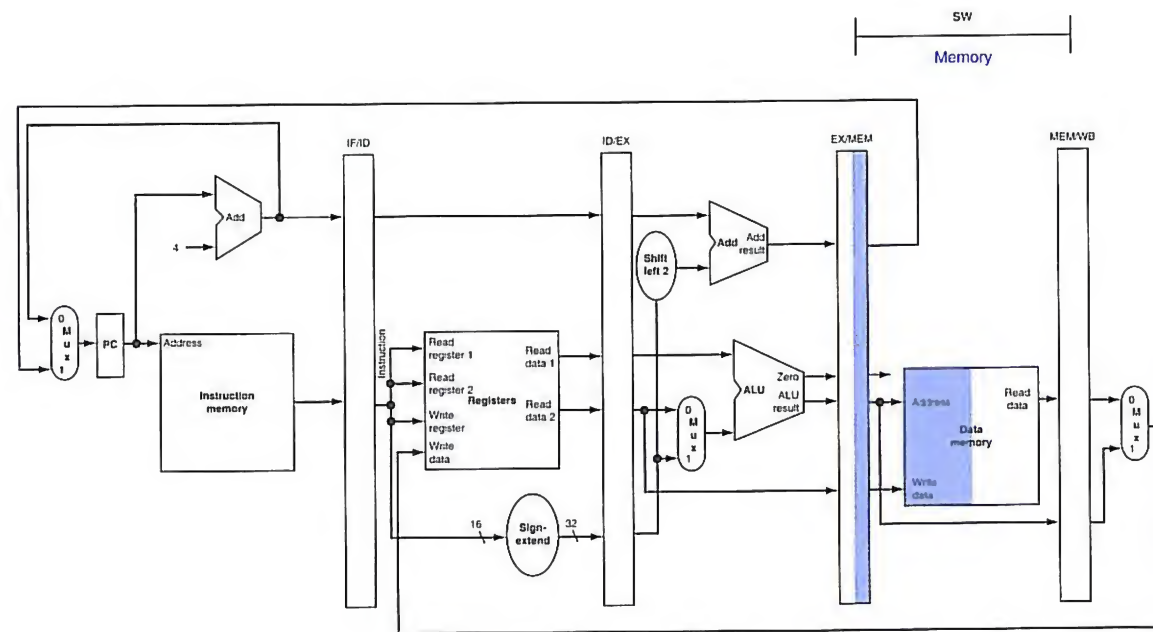 SW
Memory
IF/ID
ID/EX
EX/MEM
MEM/WB
Add
4
Shift
left 2
Add
Add
result
0
M
u
x
1
PC
Address
Instruction
memory
Instruction
Read
register 1
Read
register 2
Registers
Write
register
Write
data
Read
data 1
Read
data 2
0
M
u
x
1
ALU
Zero
ALU
result
Address
Read
data
Data
memory
Write
data
0
M
u
x
1
16
Sign-
extend
32